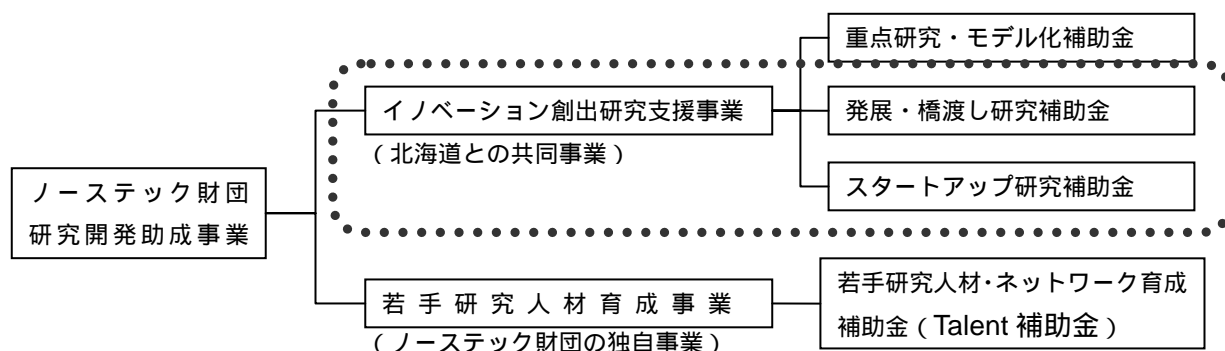 重点研究・モデル化補助金
イノベーション創出研究支援事業
発展・橋渡し研究補助金
（北海道との共同事業）
スタートアップ研究補助金
ノーステック財団
研究開発助成事業
若手研究人材育成事業
（ノーステック財団の独自事業）
若手研究人材・ネットワーク育成
補助金（Talent 補助金）